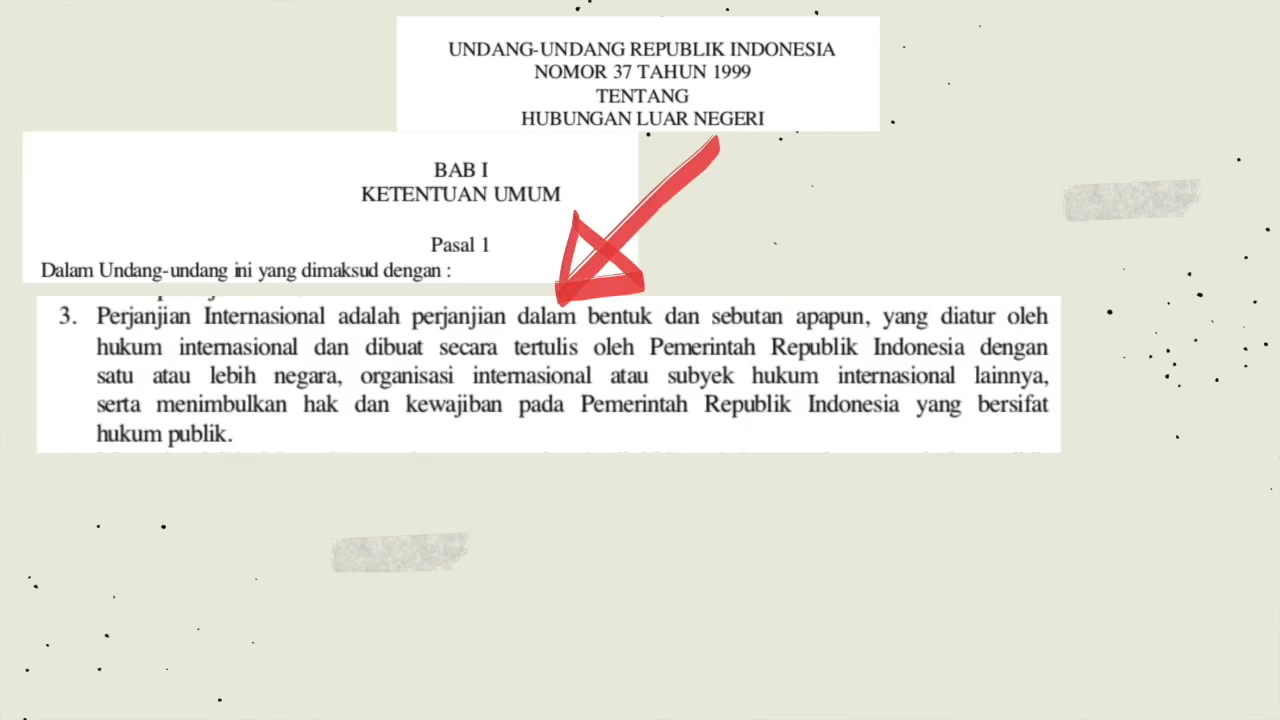 UNDANG-UNDANG REPUBLIK INDONESIA
NOMOR 37 TAHUN 1999
TENTANG
HUBUNGAN LUAR NEGERI
BAB I
KETENTUAN UMUM
Pasal 1
Dalam Undang-undang ini yang dimaksud dengan :
3. Perjanjian Internasional adalah perjanjian dalam bentuk dan sebutan apapun, yang diatur oleh
hukum internasional dan dibuat secara tertulis oleh Pemerintah Republik Indonesia dengan
satu atau lebih negara, organisasi internasional atau subyek hukum internasional lainnya,
serta menimbulkan hak dan kewajiban pada Pemerintah Republik Indonesia yang bersifat
hukum publik.